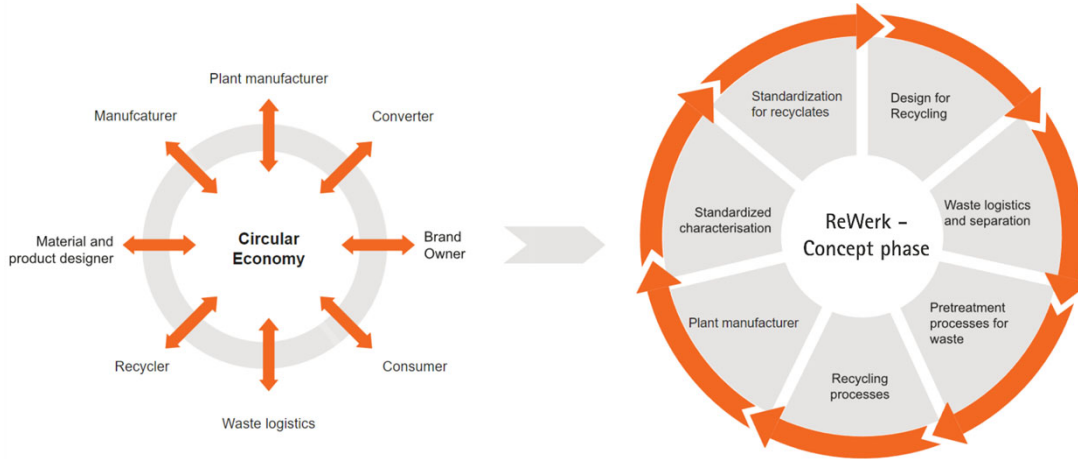 Plant manufacturer
Manufcaturer
Converter
Circular
Economy
Material and
product designer
Brand
Owner
Recycler
Consumer
Waste logistics
Standardization
for recyclates
Design for
Recycling
Standardized
characterisation
ReWerk –
Concept phase
Waste logistics
and separation
Plant manufacturer
Pretreatment
processes for
waste
Recycling
processes